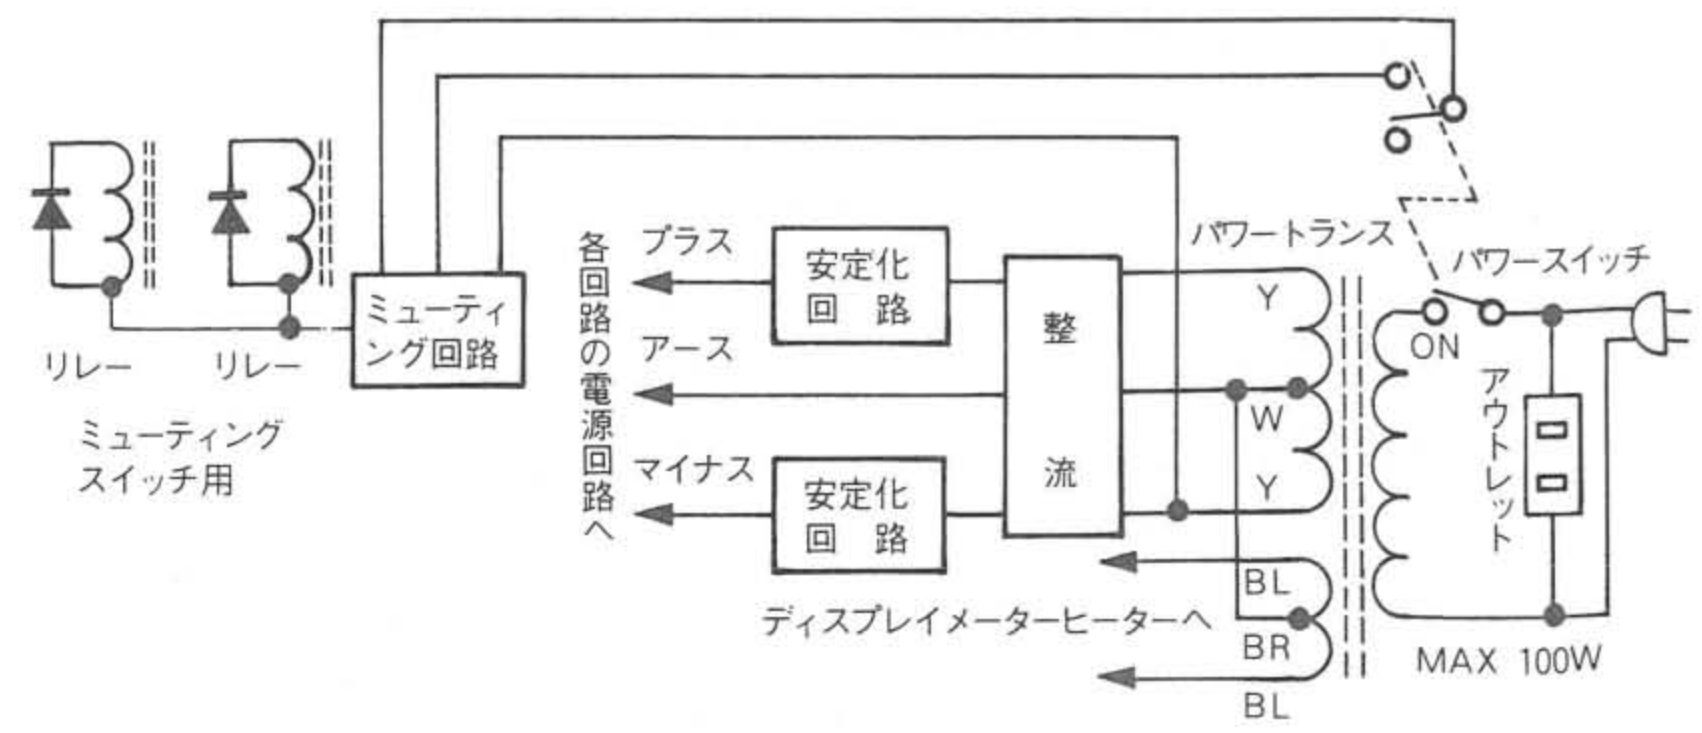 リレー
リレー
ミューティング
スイッチ用
ミューティ
ング回路
各回路の電源回路へ
プラス
アース
マイナス
安定化
回 路
安定化
回 路
整流
パワートランス
Y
W
Y
BL
BR
BL
ディスプレイメーターヒーターへ
パワースイッチ
ON
アウトレット
MAX 100W